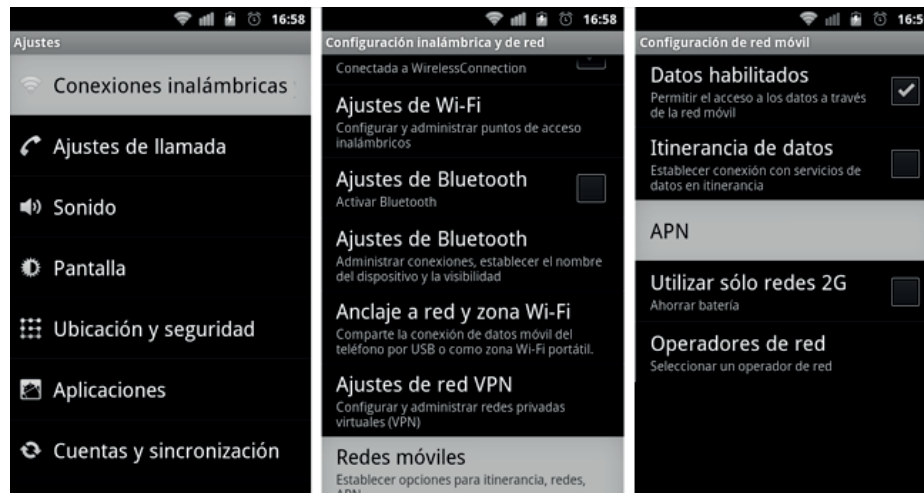 16:58
Ajustes
Conexiones inalámbricas
Ajustes de llamada
Sonido
Pantalla
Ubicación y seguridad
Aplicaciones
Cuentas y sincronización
16:58
Configuración inalámbrica y de red
Conectada a WirelessConnection
Ajustes de Wi-Fi
Configurar y administrar puntos de acceso
inalámbricos
Ajustes de Bluetooth
Activar Bluetooth
Ajustes de Bluetooth
Administrar conexiones, establecer el nombre
del dispositivo y la visibilidad
Anclaje a red y zona Wi-Fi
Comparte la conexión de datos móvil del
teléfono por USB o como zona Wi-Fi portátil.
Ajustes de red VPN
Configurar y administrar redes privadas
virtuales (VPN)
Redes móviles
Establecer opciones para itinerancia, redes,
APN
16:5
Configuración de red móvil
Datos habilitados
Permitir el acceso a los datos a través
de la red móvil
Itinerancia de datos
Establecer conexión con servicios de
datos en itinerancia
APN
Utilizar sólo redes 2G
Ahorrar batería
Operadores de red
Seleccionar un operador de red